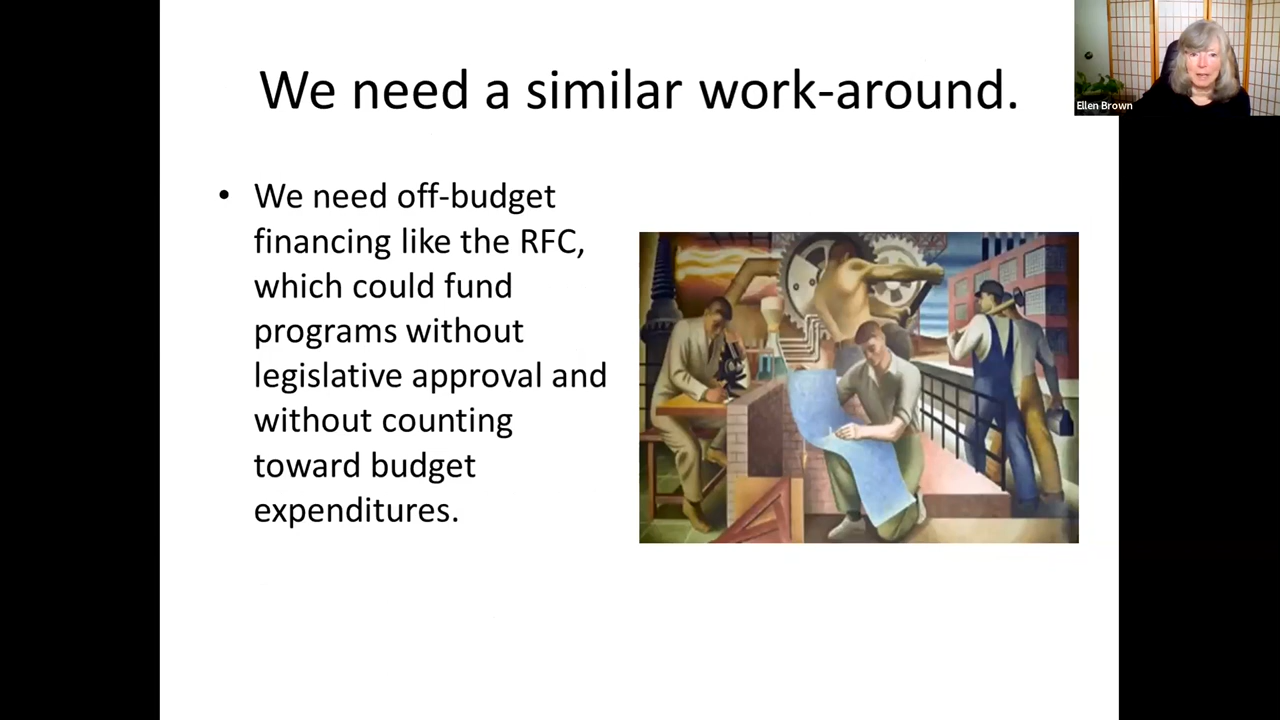 We need a similar work-around.
Ellen Brown
• We need off-budget
financing like the RFC,
which could fund
programs without
legislative approval and
without counting
toward budget
expenditures.